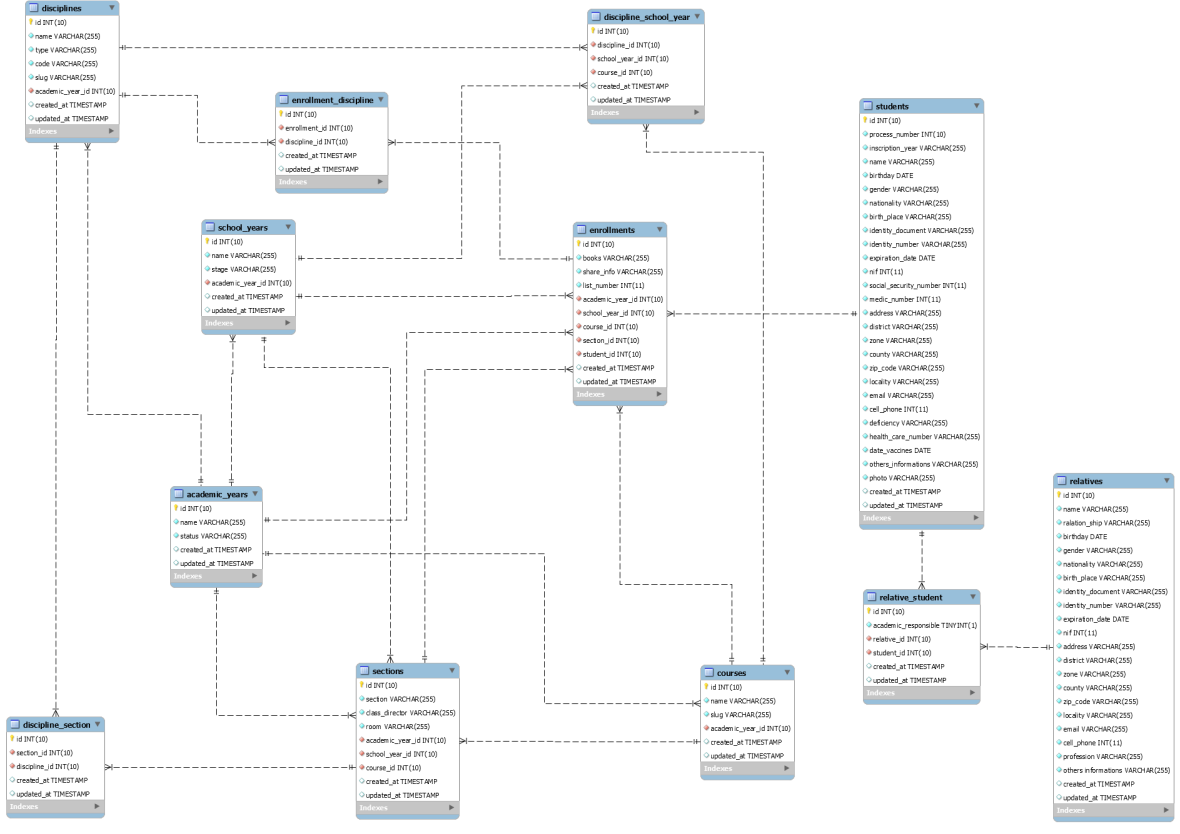 disciplines
id INT(10)
name VARCHAR(255)
type VARCHAR(255)
code VARCHAR(255)
slug VARCHAR(255)
academic_year_id INT(10)
created_at TIMESTAMP
updated_at TIMESTAMP
Indexes
discipline_school_year
id INT(10)
discipline_id INT(10)
school_year_id INT(10)
course_id INT(10)
created_at TIMESTAMP
updated_at TIMESTAMP
Indexes
enrollment_discipline
id INT(10)
enrollment_id INT(10)
discipline_id INT(10)
created_at TIMESTAMP
updated_at TIMESTAMP
Indexes
students
id INT(10)
process_number INT(10)
inscription_year VARCHAR(255)
name VARCHAR(255)
birthday DATE
gender VARCHAR(255)
nationality VARCHAR(255)
birth_place VARCHAR(255)
identity_document VARCHAR(255)
identity_number VARCHAR(255)
expiration_date DATE
nif INT(11)
social_security_number INT(11)
medic_number INT(11)
address VARCHAR(255)
district VARCHAR(255)
zone VARCHAR(255)
county VARCHAR(255)
zip_code VARCHAR(255)
locality VARCHAR(255)
email VARCHAR(255)
cell_phone INT(11)
deficiency VARCHAR(255)
health_care_number VARCHAR(255)
date_vaccines DATE
others_informations VARCHAR(255)
photo VARCHAR(255)
created_at TIMESTAMP
updated_at TIMESTAMP
Indexes
school_years
id INT(10)
name VARCHAR(255)
stage VARCHAR(255)
academic_year_id INT(10)
created_at TIMESTAMP
updated_at TIMESTAMP
Indexes
enrollments
id INT(10)
books VARCHAR(255)
share_info VARCHAR(255)
list_number INT(11)
academic_year_id INT(10)
school_year_id INT(10)
course_id INT(10)
section_id INT(10)
student_id INT(10)
created_at TIMESTAMP
updated_at TIMESTAMP
Indexes
academic_years
id INT(10)
name VARCHAR(255)
status VARCHAR(255)
created_at TIMESTAMP
updated_at TIMESTAMP
Indexes
relatives
id INT(10)
name VARCHAR(255)
ralation_ship VARCHAR(255)
birthday DATE
gender VARCHAR(255)
nationality VARCHAR(255)
birth_place VARCHAR(255)
identity_document VARCHAR(255)
identity_number VARCHAR(255)
expiration_date DATE
nif INT(11)
address VARCHAR(255)
district VARCHAR(255)
zone VARCHAR(255)
county VARCHAR(255)
zip_code VARCHAR(255)
locality VARCHAR(255)
email VARCHAR(255)
cell_phone INT(11)
profession VARCHAR(255)
others informations VARCHAR(255)
created_at TIMESTAMP
updated_at TIMESTAMP
Indexes
relative_student
id INT(10)
academic_responsible TINYINT(1)
relative_id INT(10)
student_id INT(10)
created_at TIMESTAMP
updated_at TIMESTAMP
Indexes
sections
id INT(10)
section VARCHAR(255)
class_director VARCHAR(255)
room VARCHAR(255)
academic_year_id INT(10)
school_year_id INT(10)
course_id INT(10)
created_at TIMESTAMP
updated_at TIMESTAMP
Indexes
courses
id INT(10)
name VARCHAR(255)
slug VARCHAR(255)
academic_year_id INT(10)
created_at TIMESTAMP
updated_at TIMESTAMP
Indexes
discipline_section
id INT(10)
section_id INT(10)
discipline_id INT(10)
created_at TIMESTAMP
updated_at TIMESTAMP
Indexes